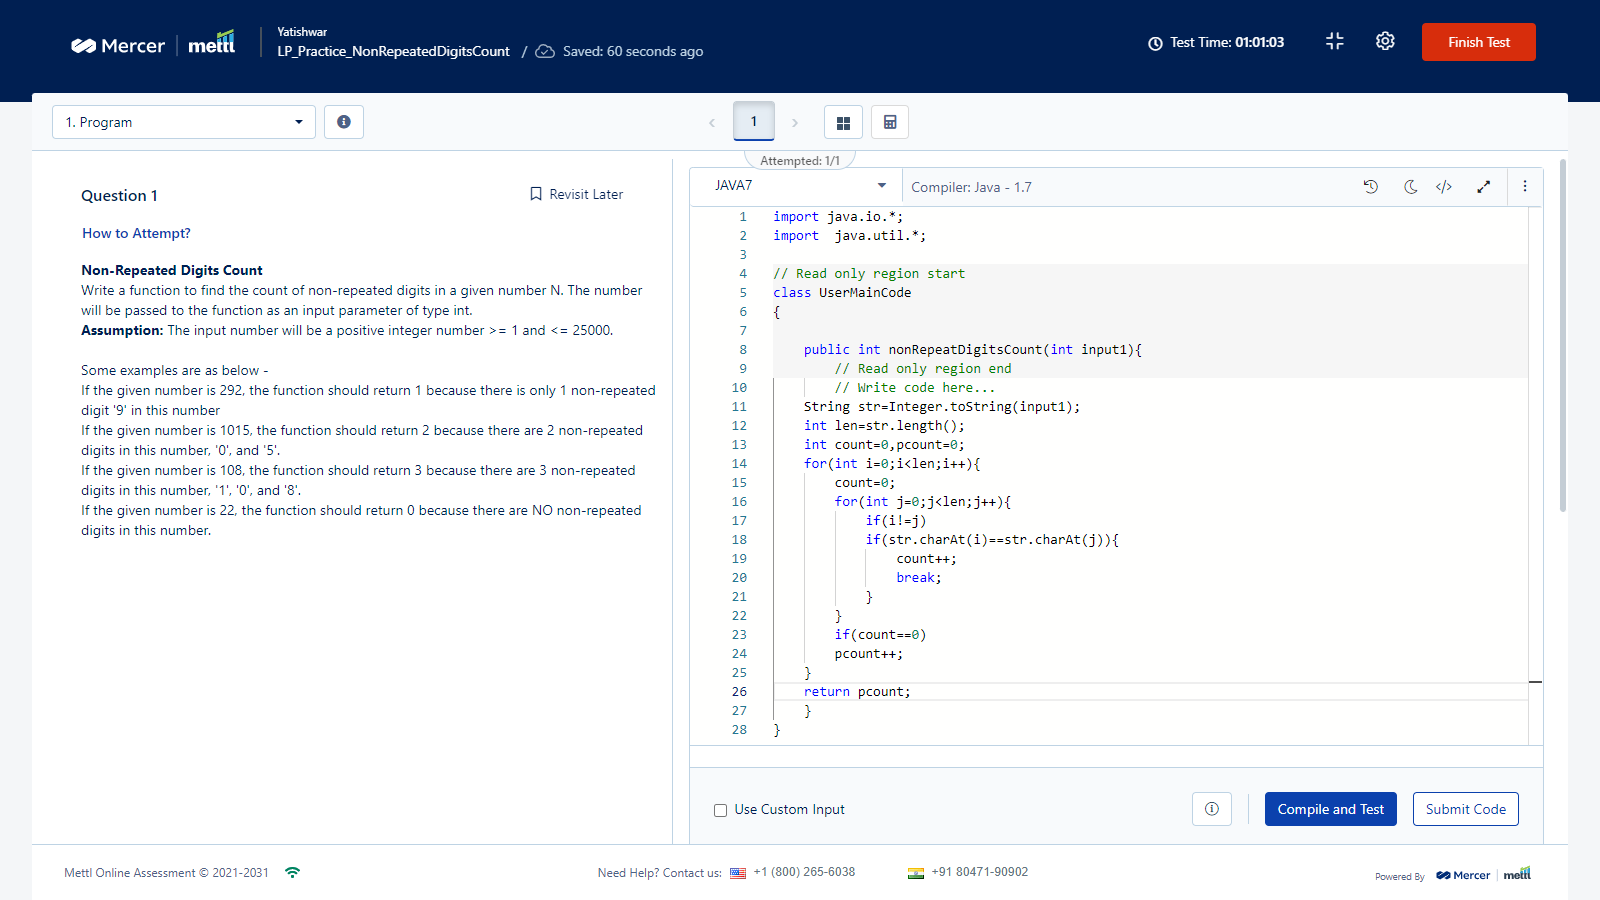 Mercer | mettl
Yatishwar
LP_Practice_NonRepeatedDigitsCount / Saved: 60 seconds ago
Test Time: 01:01:03
Finish Test
1. Program
1
Attempted: 1/1
Question 1
Revisit Later
How to Attempt?
Non-Repeated Digits Count
Write a function to find the count of non-repeated digits in a given number N. The number
will be passed to the function as an input parameter of type int.
Assumption: The input number will be a positive integer number >= 1 and <= 25000.
Some examples are as below -
If the given number is 292, the function should return 1 because there is only 1 non-repeated
digit '9' in this number
If the given number is 1015, the function should return 2 because there are 2 non-repeated
digits in this number, '0', and '5'.
If the given number is 108, the function should return 3 because there are 3 non-repeated
digits in this number, '1', '0', and '8'.
If the given number is 22, the function should return 0 because there are NO non-repeated
digits in this number.
JAVA7
Compiler: Java - 1.7
1 import java.io.*;
2 import  java.util.*;
3
4 // Read only region start
5 class UserMainCode
6 {
7
8     public int nonRepeatDigitsCount(int input1){
9         // Read only region end
10         // Write code here...
11     String str=Integer.toString(input1);
12     int len=str.length();
13     int count=0,pcount=0;
14     for(int i=0;i<len;i++){
15         count=0;
16         for(int j=0;j<len;j++){
17             if(i!=j)
18             if(str.charAt(i)==str.charAt(j)){
19                 count++;
20                 break;
21             }
22         }
23         if(count==0)
24         pcount++;
25     }
26     return pcount;
27     }
28 }
Use Custom Input
Compile and Test
Submit Code
Mettl Online Assessment © 2021-2031
Need Help? Contact us: +1 (800) 265-6038
+91 80471-90902
Powered By Mercer | mettl